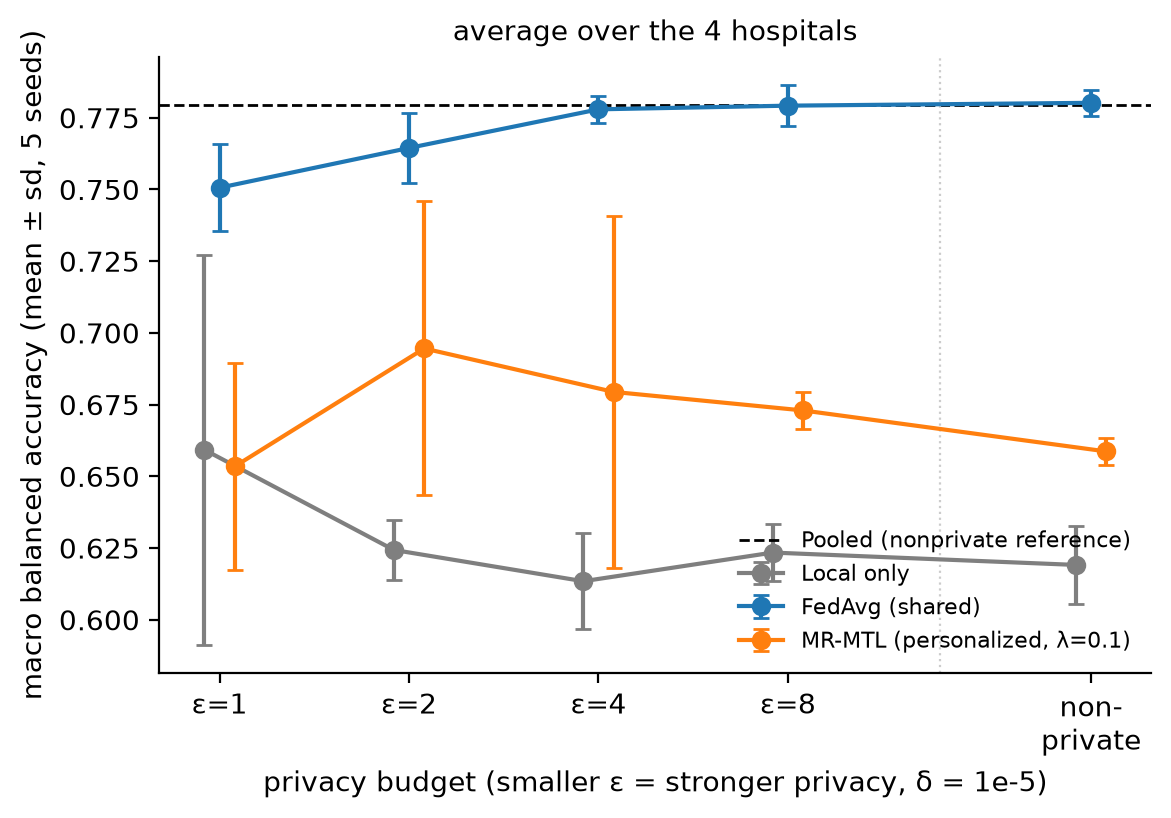 average over the 4 hospitals
macro balanced accuracy (mean ± sd, 5 seeds)
0.775
0.750
0.725
0.700
0.675
0.650
0.625
0.600
Pooled (nonprivate reference)
Local only
FedAvg (shared)
MR-MTL (personalized, λ=0.1)
ε=1
ε=2
ε=4
ε=8
non-
private
privacy budget (smaller ε = stronger privacy, δ = 1e-5)